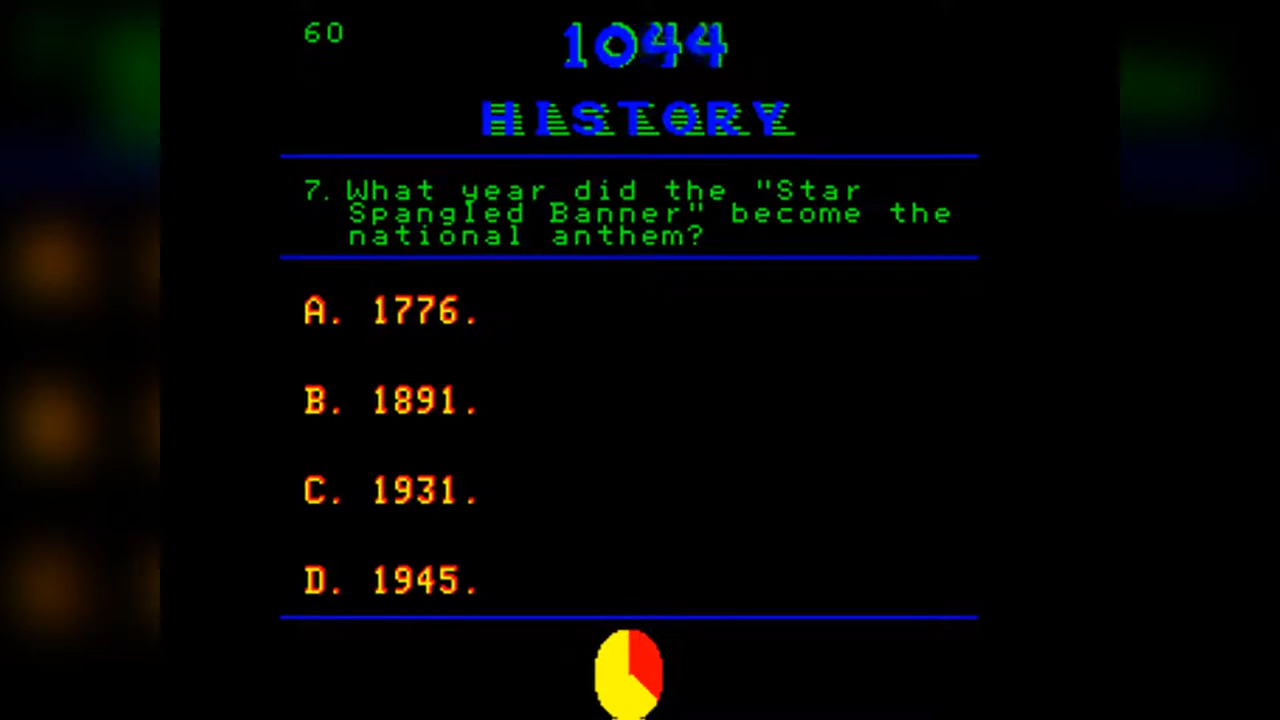 60
1044
HISTORY
7. What year did the "Star
Spangled Banner" become the
national anthem?
A. 1776.
B. 1891.
C. 1931.
D. 1945.